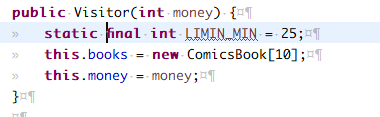 public Visitor(int money) {¤¶
» static final int LIMIN_MIN = 25;¤¶
» this.books = new ComicsBook[10];¤¶
» this.money = money;¤¶
}¤¶
¤¶